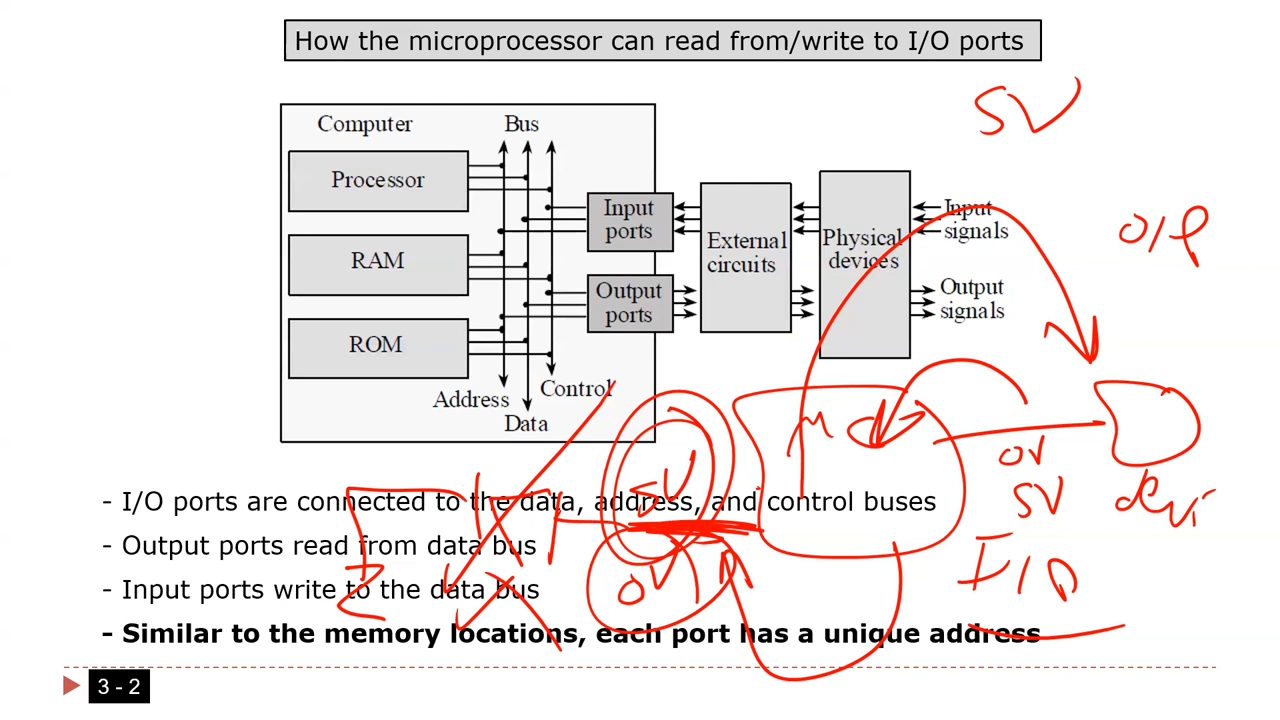 How the microprocessor can read from/write to I/O ports
5V
Computer
Bus
Processor
RAM
ROM
Input
ports
Output
ports
External
circuits
Physical
devices
Input
signals
Output
signals
O/P
Address
Data
Control
0V
5V
5V
0V
I/P
- I/O ports are connected to the data, address, and control buses
- Output ports read from data bus
- Input ports write to the data bus
- Similar to the memory locations, each port has a unique address
3 - 2